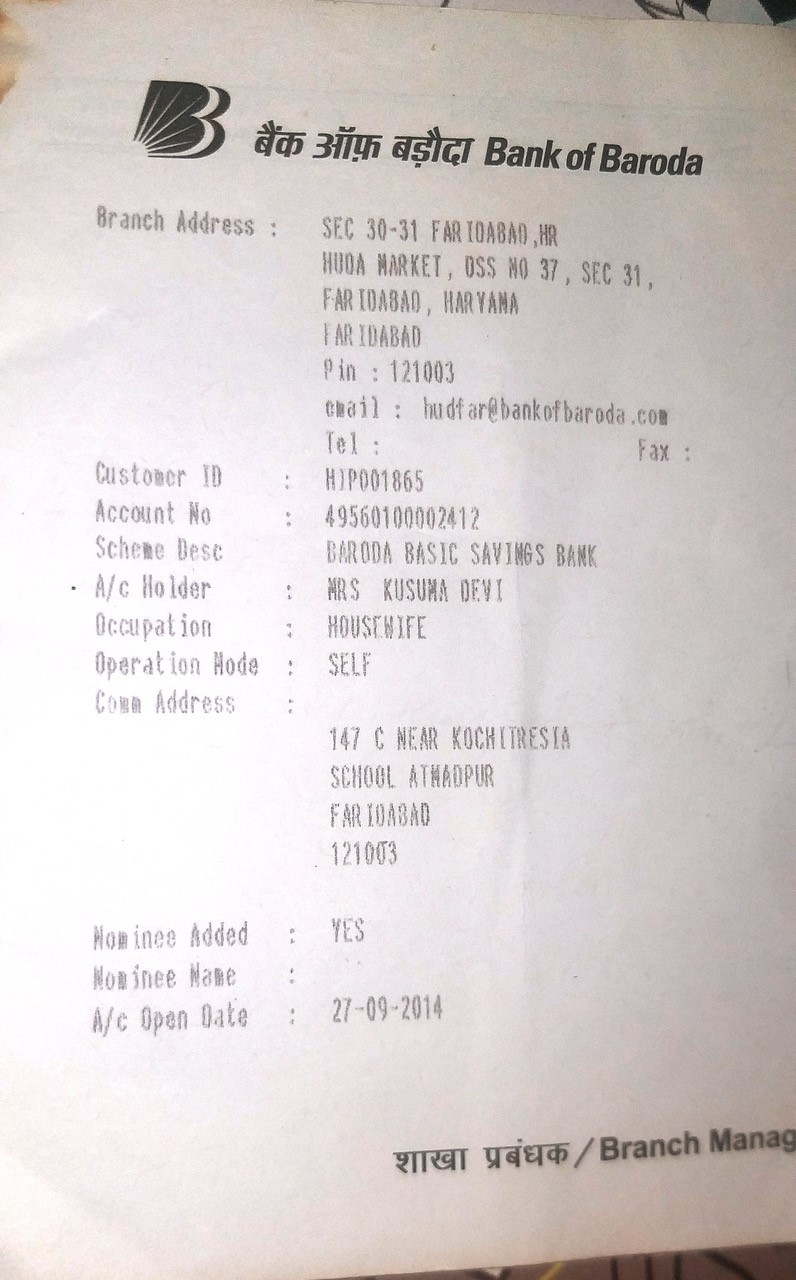 बैंक ऑफ़ बड़ौदा Bank of Baroda
Branch Address : SEC 30-31 FARIDABAD,HR
HUDA MARKET, DSS NO 37, SEC 31,
FARIDABAD, HARYANA
FARIDABAD
Pin : 121003
email : hudfar@bankofbaroda.com
Tel : Fax :
Customer ID :
Account No : 49560100002412
Scheme Desc BARODA BASIC SAVINGS BANK
A/c Holder : MRS KUSUMA DEVI
Occupation : HOUSEWIFE
Operation Mode : SELF
Comm Address :
147 C NEAR KOCHITRESIA
SCHOOL ATMADPUR
FARIDABAD
121003
Nominee Added : YES
Nominee Name :
A/c Open Date : 27-09-2014
शाखा प्रबंधक / Branch Manag